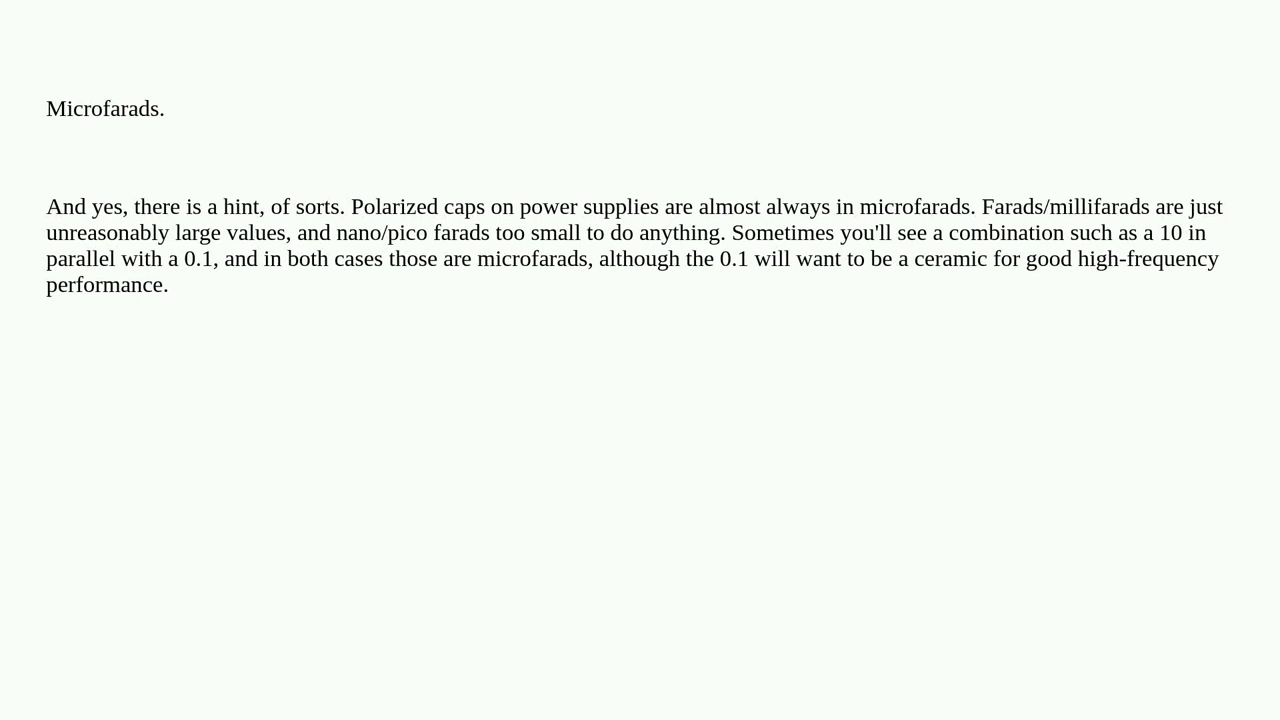 Microfarads.
And yes, there is a hint, of sorts. Polarized caps on power supplies are almost always in microfarads. Farads/millifarads are just
unreasonably large values, and nano/pico farads too small to do anything. Sometimes you'll see a combination such as a 10 in
parallel with a 0.1, and in both cases those are microfarads, although the 0.1 will want to be a ceramic for good high-frequency
performance.